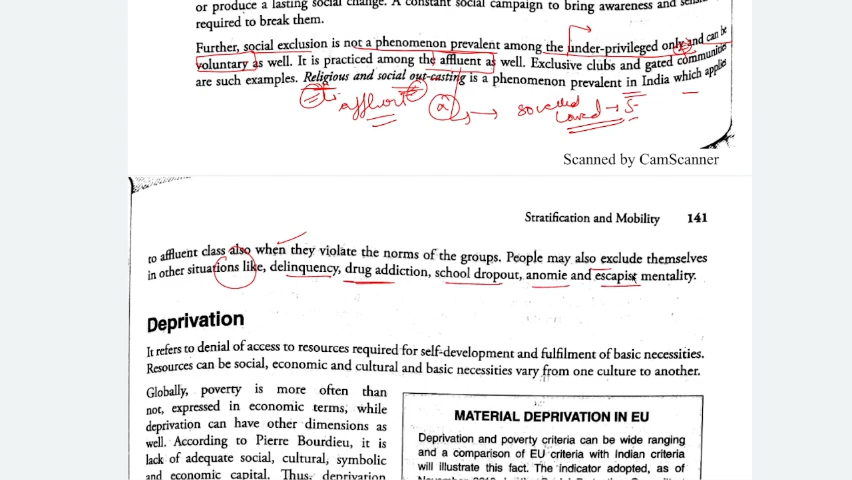 or produce a lasting social change. A constant social campaign to bring awareness and
required to break them.
Further, social exclusion is not a phenomenon prevalent among the under-privileged only and can be
voluntary as well. It is practiced among the affluent as well. Exclusive clubs and gated communities
are such examples. Religious and social out-casting is a phenomenon prevalent in India which applies
Scanned by CamScanner
Stratification and Mobility 141
to affluent class also when they violate the norms of the groups. People may also exclude themselves
in other situations like, delinquency, drug addiction, school dropout, anomie and escapist mentality.
Deprivation
It refers to denial of access to resources required for self-development and fulfilment of basic necessities.
Resources can be social, economic and cultural and basic necessities vary from one culture to another.
Globally, poverty is more often than
not, expressed in economic terms, while
deprivation can have other dimensions as
well. According to Pierre Bourdieu, it is
lack of adequate social, cultural, symbolic
and economic capital. Thus, deprivation
MATERIAL DEPRIVATION IN EU
Deprivation and poverty criteria can be wide ranging
and a comparison of EU criteria with Indian criteria
will illustrate this fact. The indicator adopted, as of